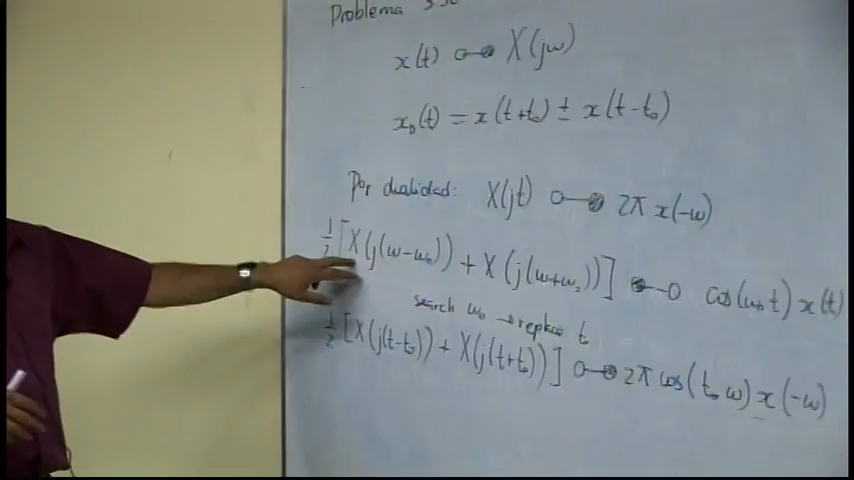 Problema
x(t) ○—● X(jω)
x₀(t) = x(t+t₀) ± x(t-t₀)
Por dualidad: X(jt) ○—● 2π x(-ω)
1/2 [X(j(ω-ω₀)) + X(j(ω+ω₀))] ●—○ cos(ω₀t) x(t)
search ω₀ → replace t₀
1/2 [X(j(t-t₀)) + X(j(t+t₀))] ○—● 2π cos(t₀ω) x(-ω)